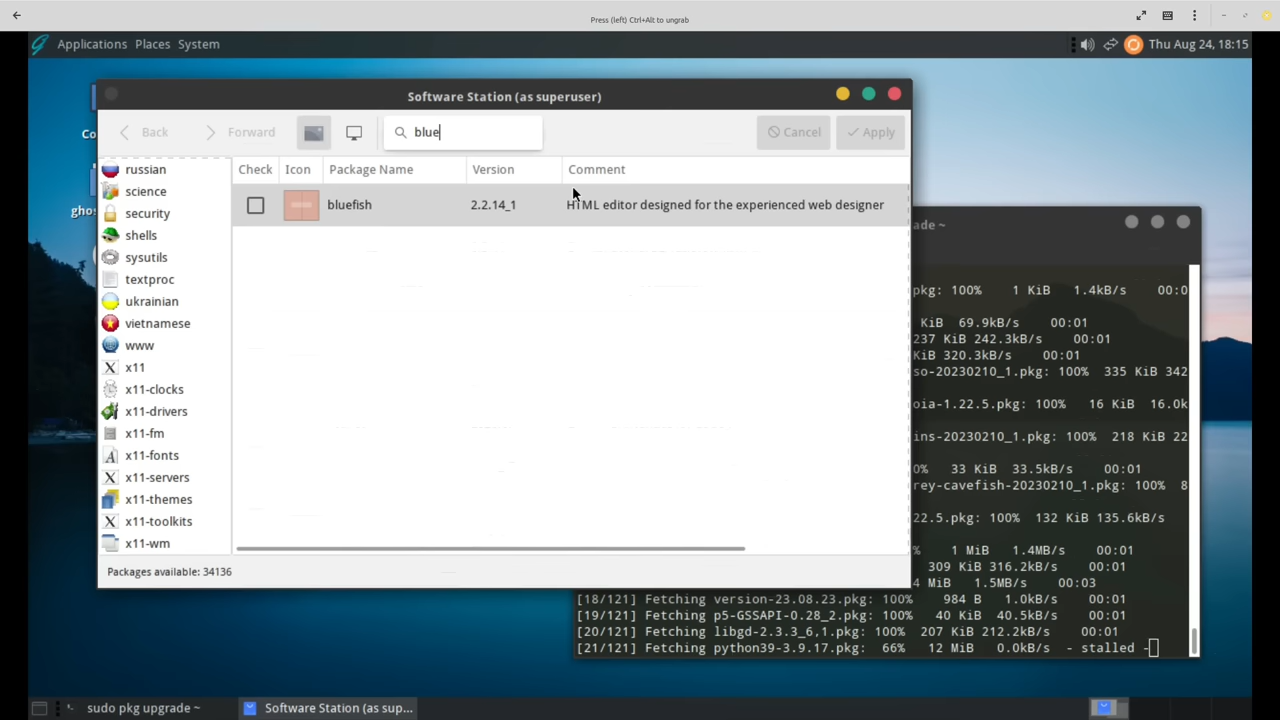 Press (left) Ctrl+Alt to ungrab
Applications Places System
Thu Aug 24, 18:15
Co
ghos
Software Station (as superuser)
Back Forward blue Cancel Apply
russian
science
security
shells
sysutils
textproc
ukrainian
vietnamese
www
x11
x11-clocks
x11-drivers
x11-fm
x11-fonts
x11-servers
x11-themes
x11-toolkits
x11-wm
Check Icon Package Name Version Comment
bluefish 2.2.14_1 HTML editor designed for the experienced web designer
Packages available: 34136
ade ~
pkg: 100% 1 KiB 1.4kB/s 00:0
KiB 69.9kB/s 00:01
237 KiB 242.3kB/s 00:01
KiB 320.3kB/s 00:01
so-20230210_1.pkg: 100% 335 KiB 342
oia-1.22.5.pkg: 100% 16 KiB 16.0k
ins-20230210_1.pkg: 100% 218 KiB 22
0% 33 KiB 33.5kB/s 00:01
rey-cavefish-20230210_1.pkg: 100% 8
22.5.pkg: 100% 132 KiB 135.6kB/s
% 1 MiB 1.4MB/s 00:01
309 KiB 316.2kB/s 00:01
4 MiB 1.5MB/s 00:03
[18/121] Fetching version-23.08.23.pkg: 100% 984 B 1.0kB/s 00:01
[19/121] Fetching p5-GSSAPI-0.28_2.pkg: 100% 40 KiB 40.5kB/s 00:01
[20/121] Fetching libgd-2.3.3_6,1.pkg: 100% 207 KiB 212.2kB/s 00:01
[21/121] Fetching python39-3.9.17.pkg: 66% 12 MiB 0.0kB/s - stalled -
sudo pkg upgrade ~
Software Station (as sup...